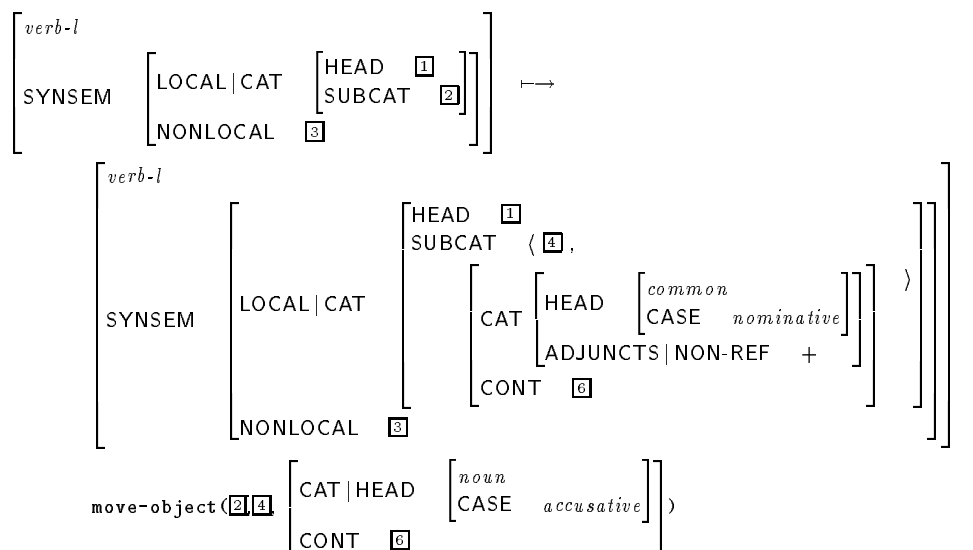 verb-l
SYNSEM LOCAL|CAT HEAD 1
SUBCAT 2
NONLOCAL 3
↦
verb-l
SYNSEM LOCAL|CAT HEAD 1
SUBCAT ⟨ 4 ,
CAT HEAD common
CASE nominative
ADJUNCTS|NON-REF +
CONT 6 ⟩
NONLOCAL 3
move-object(2,4, CAT|HEAD noun
CASE accusative
CONT 6 )